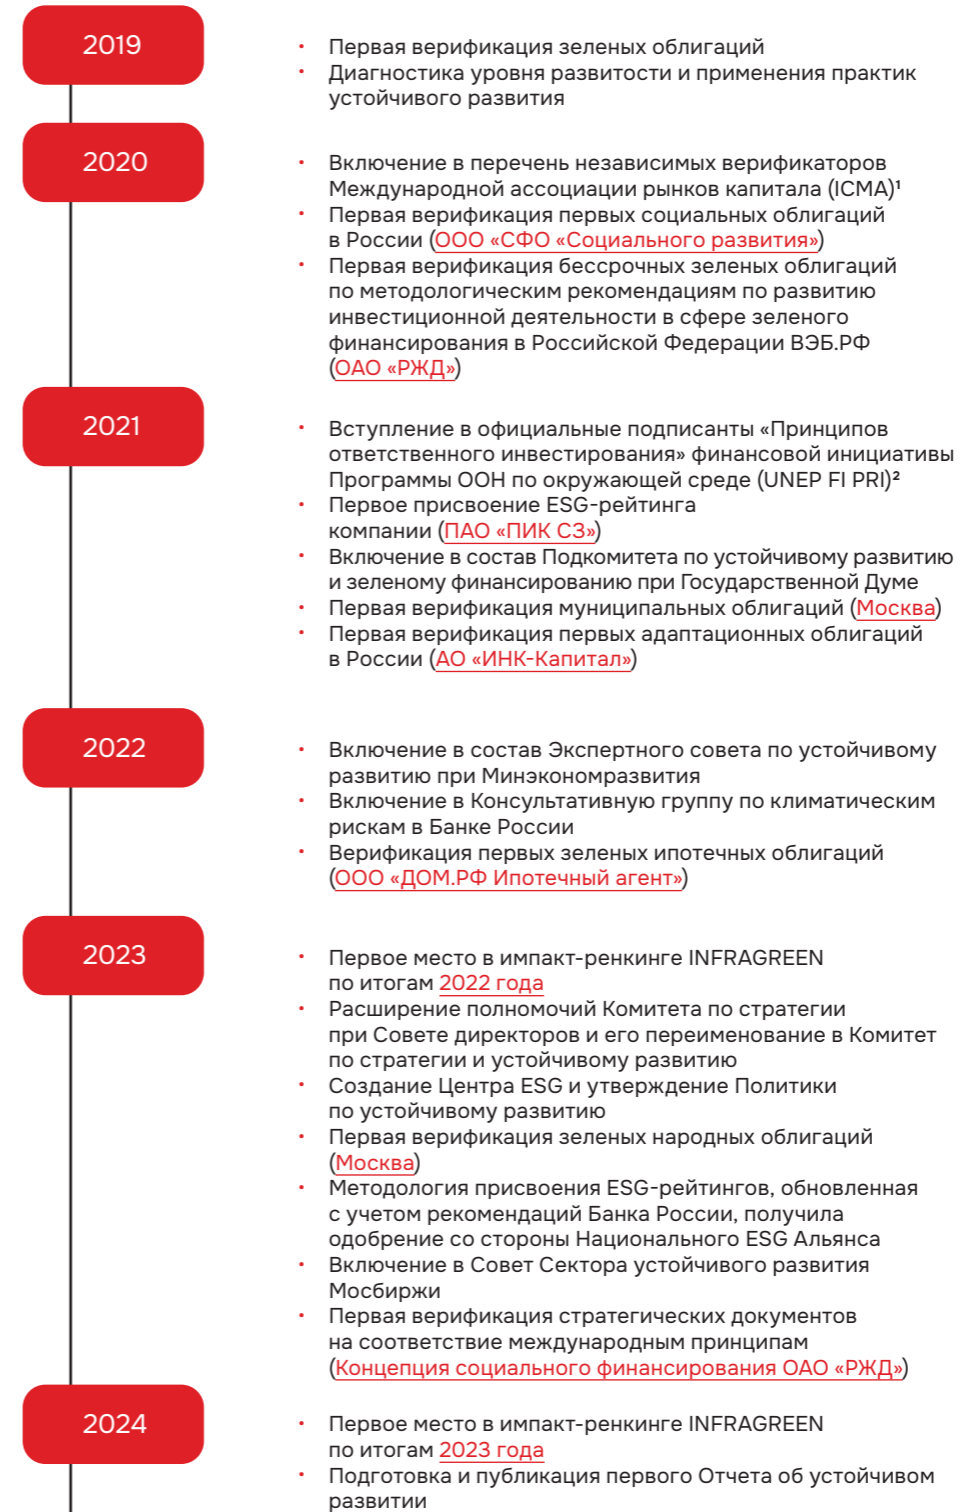 2019
• Первая верификация зеленых облигаций
• Диагностика уровня развитости и применения практик
устойчивого развития
2020
• Включение в перечень независимых верификаторов
Международной ассоциации рынков капитала (ICMA)¹
• Первая верификация первых социальных облигаций
в России (ООО «СФО «Социального развития»)
• Первая верификация бессрочных зеленых облигаций
по методологическим рекомендациям по развитию
инвестиционной деятельности в сфере зеленого
финансирования в Российской Федерации ВЭБ.РФ
(ОАО «РЖД»)
2021
• Вступление в официальные подписанты «Принципов
ответственного инвестирования» финансовой инициативы
Программы ООН по окружающей среде (UNEP FI PRI)²
• Первое присвоение ESG-рейтинга
компании (ПАО «ПИК СЗ»)
• Включение в состав Подкомитета по устойчивому развитию
и зеленому финансированию при Государственной Думе
• Первая верификация муниципальных облигаций (Москва)
• Первая верификация первых адаптационных облигаций
в России (АО «ИНК-Капитал»)
2022
• Включение в состав Экспертного совета по устойчивому
развитию при Минэкономразвития
• Включение в Консультативную группу по климатическим
рискам в Банке России
• Верификация первых зеленых ипотечных облигаций
(ООО «ДОМ.РФ Ипотечный агент»)
2023
• Первое место в импакт-ренкинге INFRAGREEN
по итогам 2022 года
• Расширение полномочий Комитета по стратегии
при Совете директоров и его переименование в Комитет
по стратегии и устойчивому развитию
• Создание Центра ESG и утверждение Политики
по устойчивому развитию
• Первая верификация зеленых народных облигаций
(Москва)
• Методология присвоения ESG-рейтингов, обновленная
с учетом рекомендаций Банка России, получила
одобрение со стороны Национального ESG Альянса
• Включение в Совет Сектора устойчивого развития
Мосбиржи
• Первая верификация стратегических документов
на соответствие международным принципам
(Концепция социального финансирования ОАО «РЖД»)
2024
• Первое место в импакт-ренкинге INFRAGREEN
по итогам 2023 года
• Подготовка и публикация первого Отчета об устойчивом
развитии